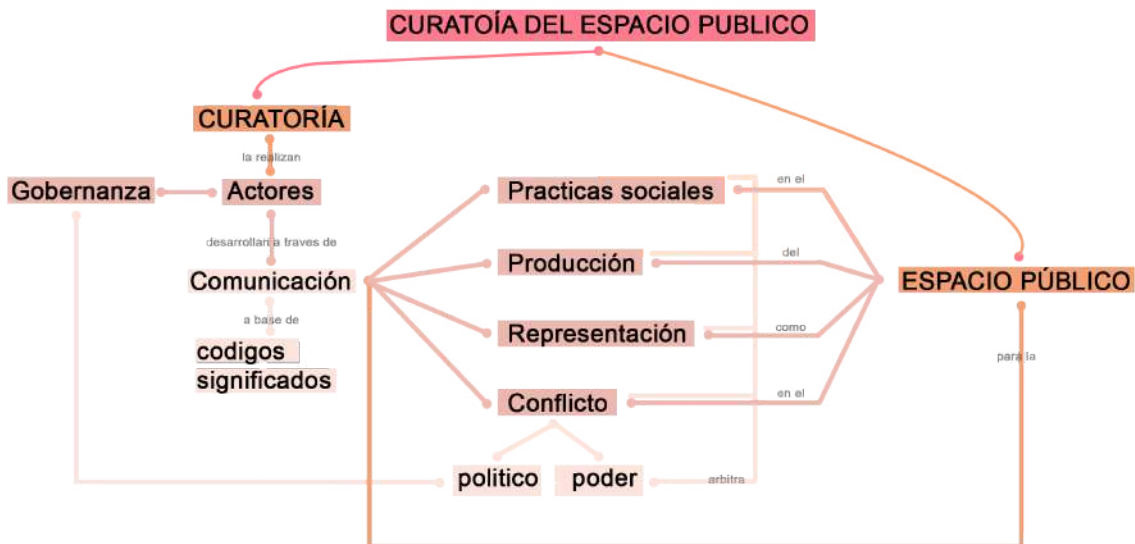 CURATOÍA DEL ESPACIO PUBLICO
CURATORÍA
la realizan
Gobernanza
Actores
desarrollan a traves de
Comunicación
a base de
codigos
significados
Practicas sociales
en el
Producción
del
Representación
como
Conflicto
en el
politico
poder
arbitra
ESPACIO PÚBLICO
para la